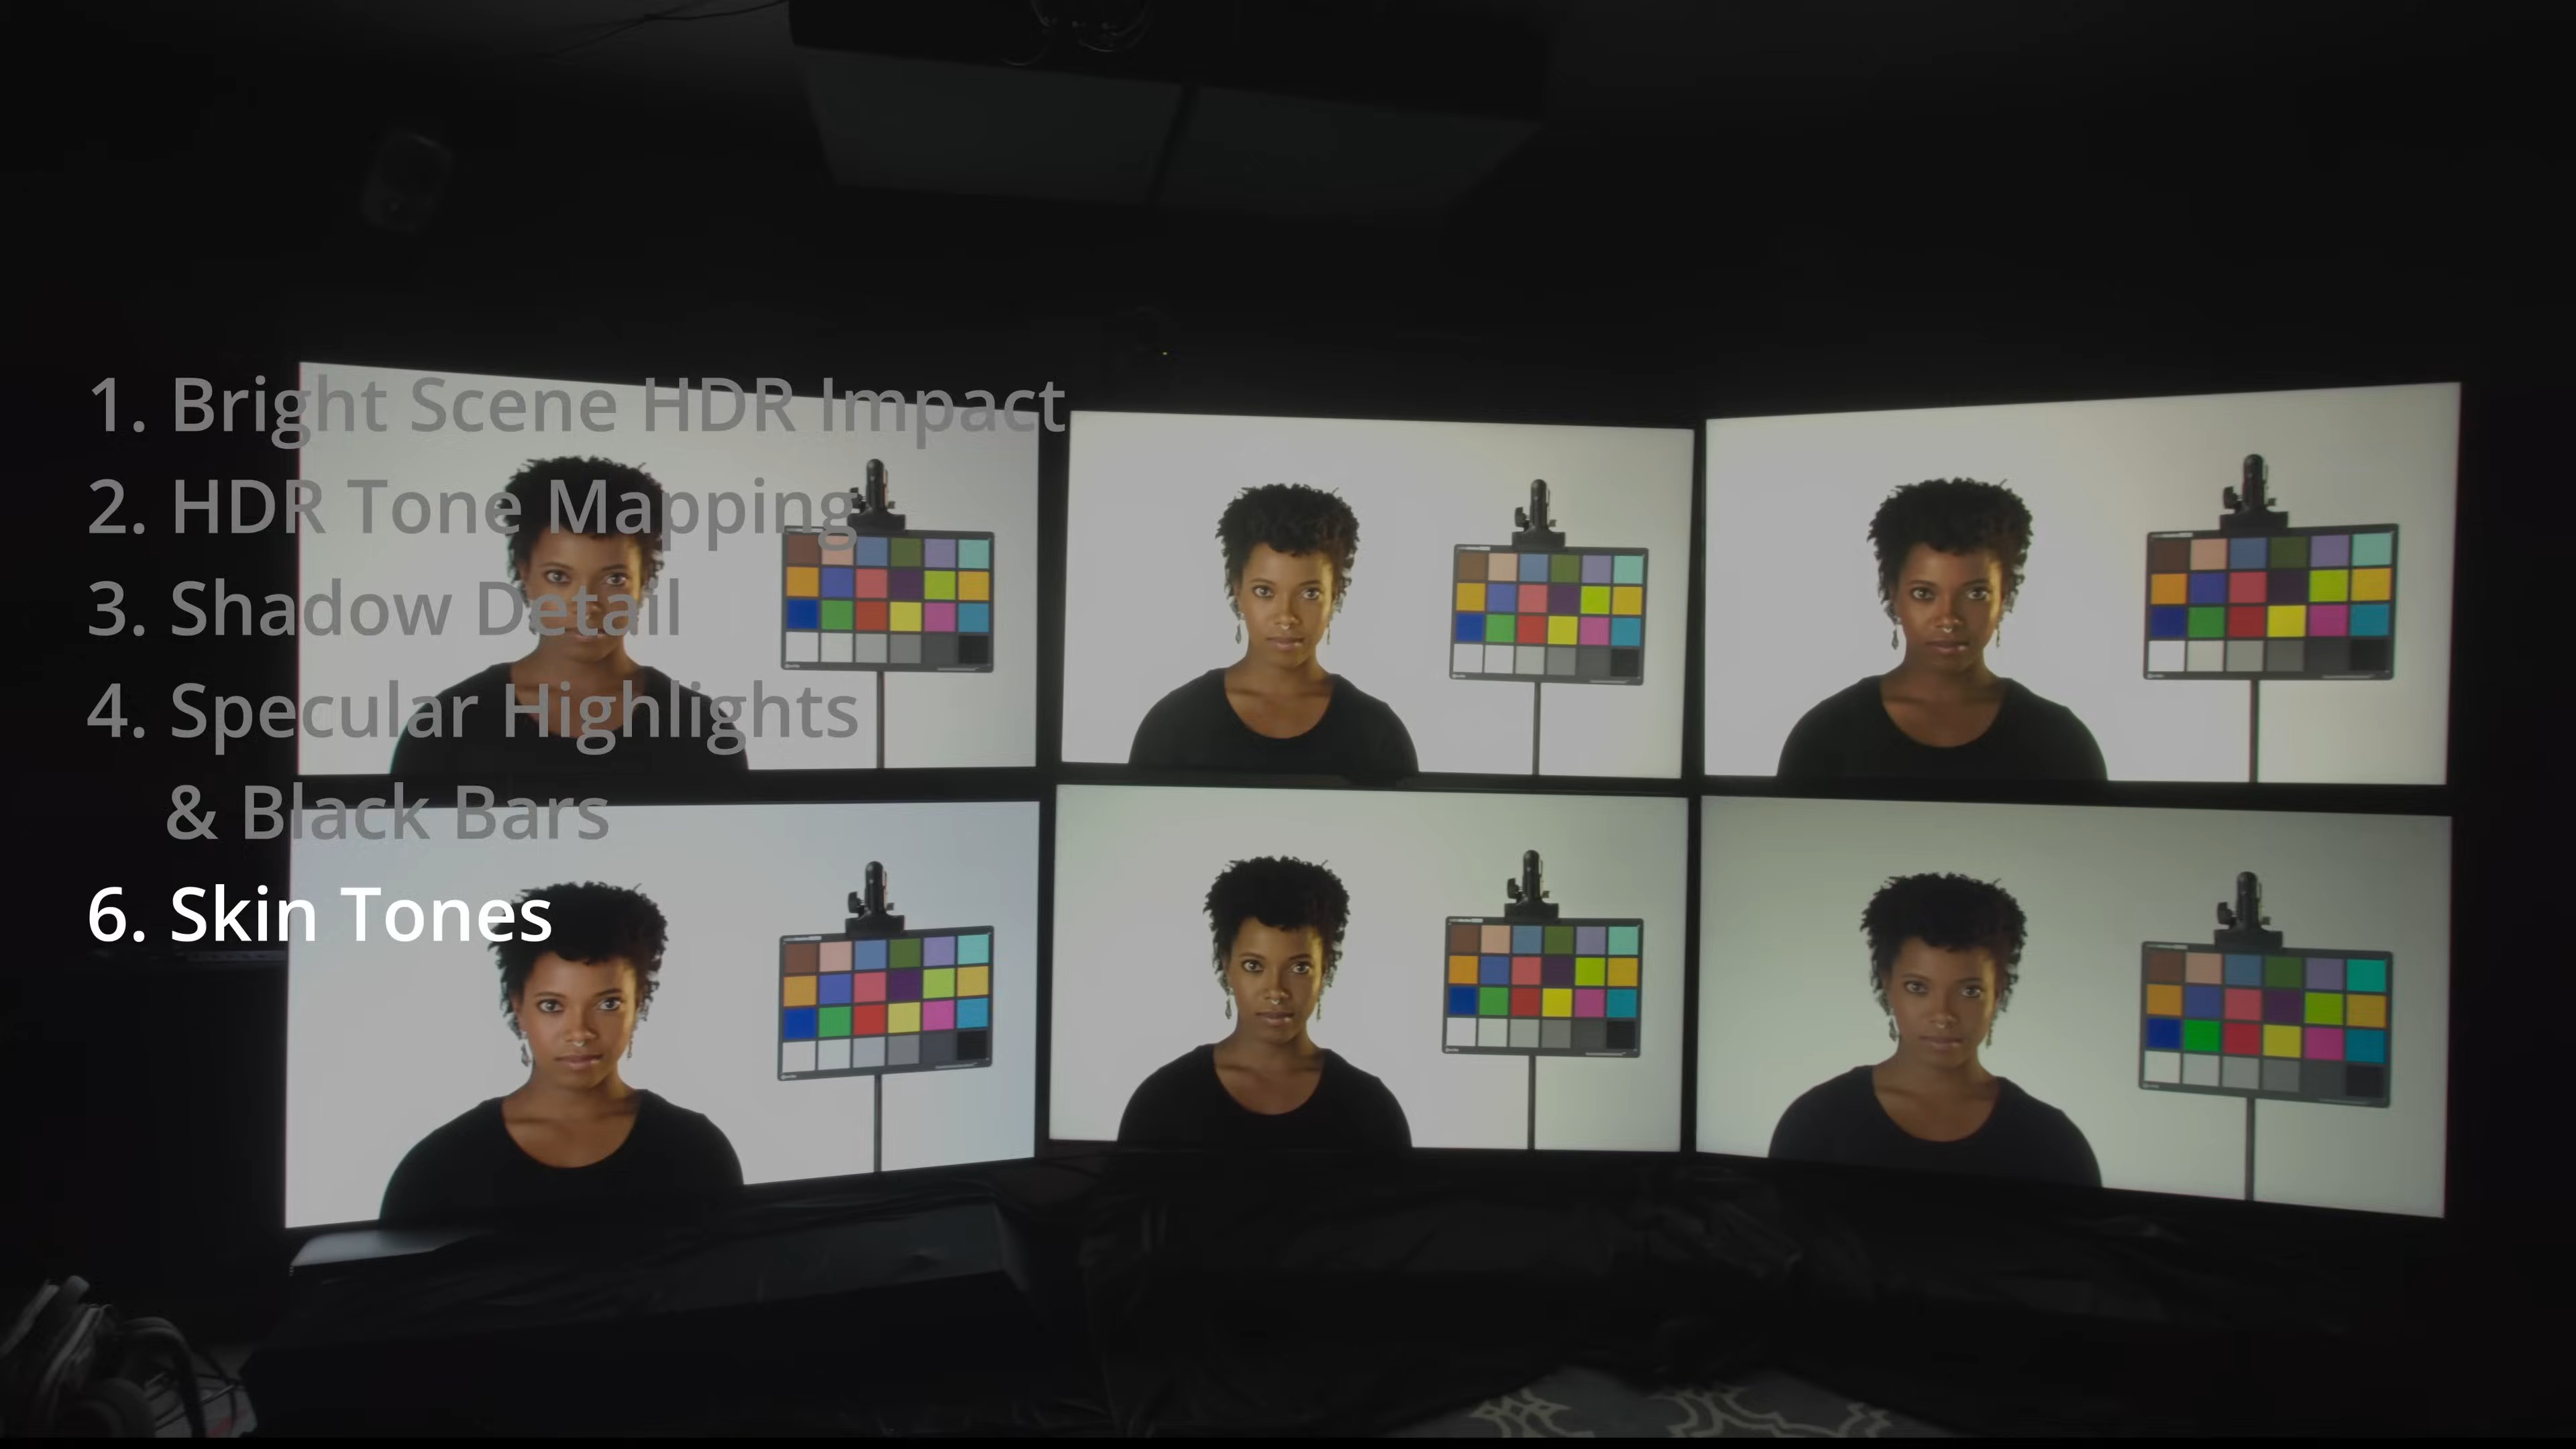 1. Bright Scene HDR Impact
2. HDR Tone Mapping
3. Shadow Detail
4. Specular Highlights
& Black Bars
6. Skin Tones